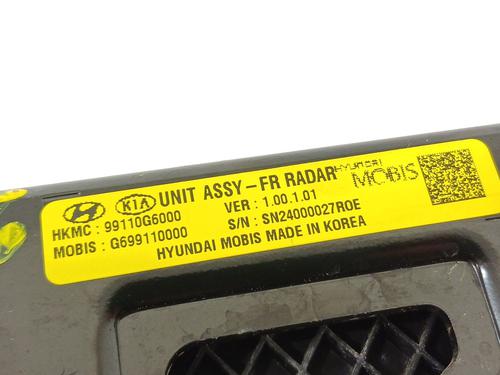 KIA UNIT ASSY-FR RADAR HYUNDAI MOBIS
HKMC : 99110G6000 VER : 1.00.1.01
MOBIS : G699110000 S/N : SN24000027ROE
HYUNDAI MOBIS MADE IN KOREA